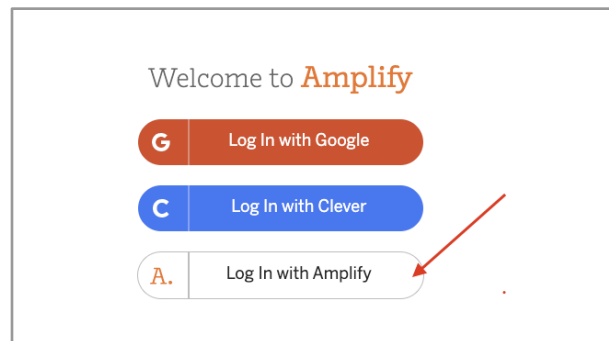 Welcome to Amplify
G Log In with Google
C Log In with Clever
A. Log In with Amplify